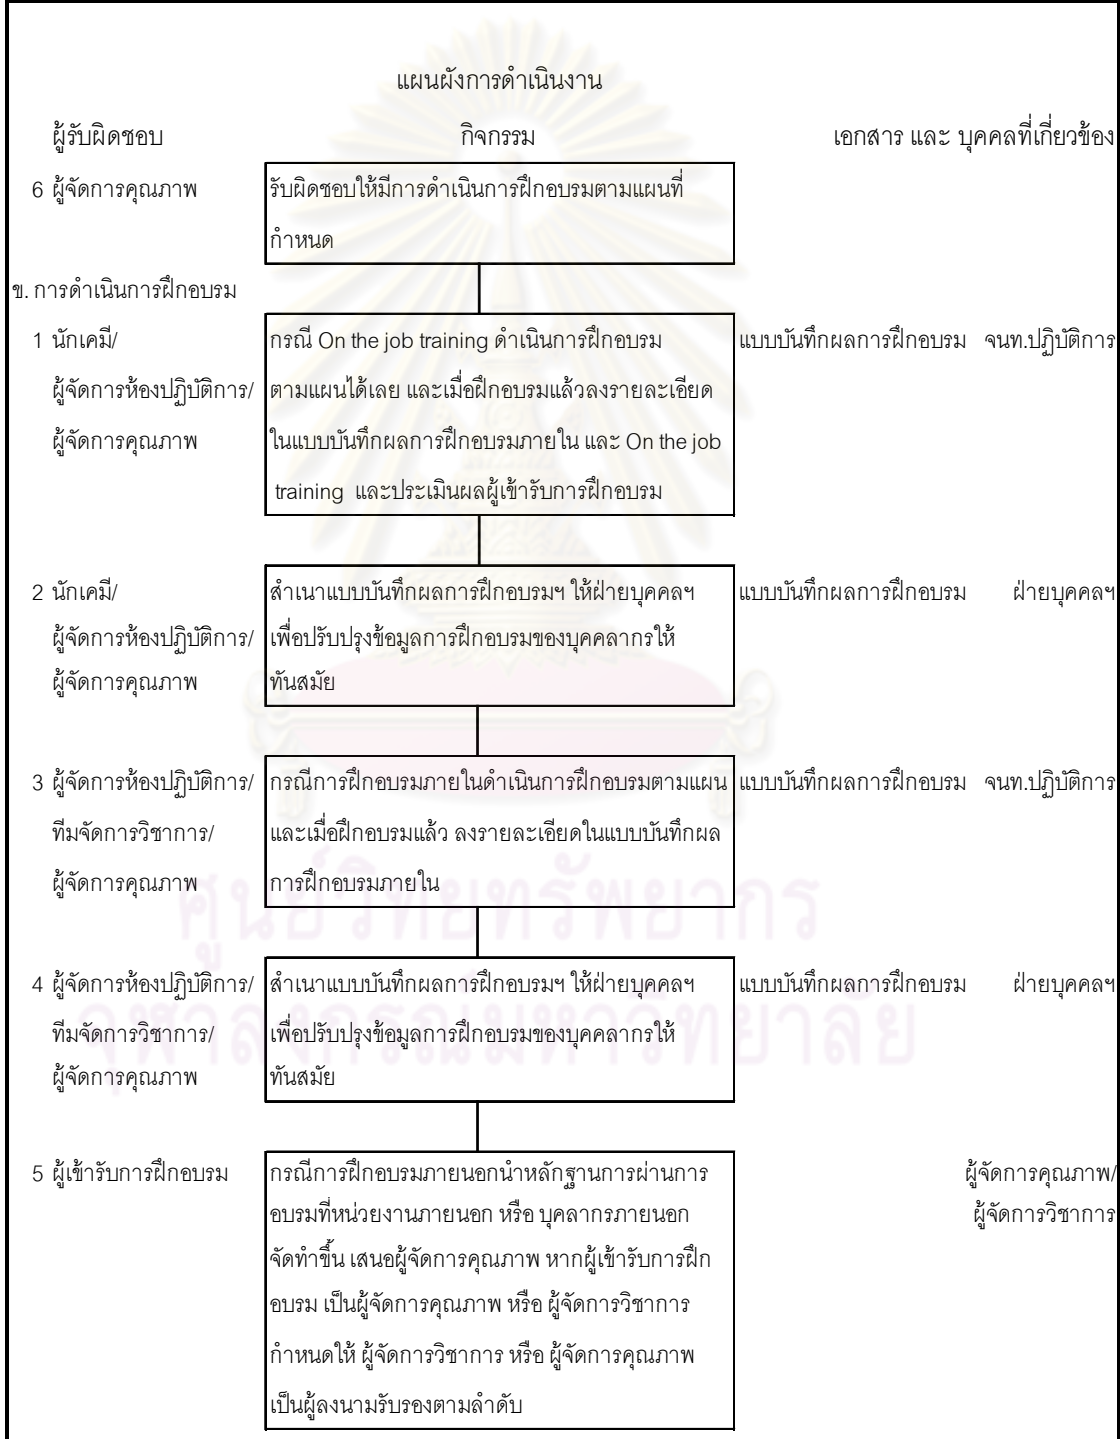 แผนผังการดำเนินงาน
ผู้รับผิดชอบ กิจกรรม เอกสาร และ บุคคลที่เกี่ยวข้อง
6 ผู้จัดการคุณภาพ รับผิดชอบให้มีการดำเนินการฝึกอบรมตามแผนที่
กำหนด
ข. การดำเนินการฝึกอบรม
1 นักเคมี/ กรณี On the job training ดำเนินการฝึกอบรม แบบบันทึกผลการฝึกอบรม จนท.ปฏิบัติการ
ผู้จัดการห้องปฏิบัติการ/ ตามแผนได้เลย และเมื่อฝึกอบรมแล้วลงรายละเอียด
ผู้จัดการคุณภาพ ในแบบบันทึกผลการฝึกอบรมภายใน และ On the job
training และประเมินผลผู้เข้ารับการฝึกอบรม
2 นักเคมี/ สำเนาแบบบันทึกผลการฝึกอบรมฯ ให้ฝ่ายบุคคลฯ แบบบันทึกผลการฝึกอบรม ฝ่ายบุคคลฯ
ผู้จัดการห้องปฏิบัติการ/ เพื่อปรับปรุงข้อมูลการฝึกอบรมของบุคคลากรให้
ผู้จัดการคุณภาพ ทันสมัย
3 ผู้จัดการห้องปฏิบัติการ/ กรณีการฝึกอบรมภายในดำเนินการฝึกอบรมตามแผน แบบบันทึกผลการฝึกอบรม จนท.ปฏิบัติการ
ทีมจัดการวิชาการ/ และเมื่อฝึกอบรมแล้ว ลงรายละเอียดในแบบบันทึกผล
ผู้จัดการคุณภาพ การฝึกอบรมภายใน
ศูนย์วิทยทรัพยากร
4 ผู้จัดการห้องปฏิบัติการ/ สำเนาแบบบันทึกผลการฝึกอบรมฯ ให้ฝ่ายบุคคลฯ แบบบันทึกผลการฝึกอบรม ฝ่ายบุคคลฯ
ทีมจัดการวิชาการ/ เพื่อปรับปรุงข้อมูลการฝึกอบรมของบุคคลากรให้
จุฬาลงกรณ์มหาวิทยาลัย
ผู้จัดการคุณภาพ ทันสมัย
5 ผู้เข้ารับการฝึกอบรม กรณีการฝึกอบรมภายนอกนำหลักฐานการผ่านการ ผู้จัดการคุณภาพ/
อบรมที่หน่วยงานภายนอก หรือ บุคลากรภายนอก ผู้จัดการวิชาการ
จัดทำขึ้น เสนอผู้จัดการคุณภาพ หากผู้เข้ารับการฝึก
อบรม เป็นผู้จัดการคุณภาพ หรือ ผู้จัดการวิชาการ
กำหนดให้ ผู้จัดการวิชาการ หรือ ผู้จัดการคุณภาพ
เป็นผู้ลงนามรับรองตามลำดับ